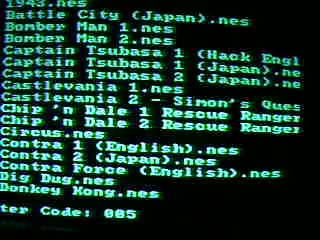 1943.nes
Battle City (Japan).nes
Bomber Man 1.nes
Bomber Man 2.nes
Captain Tsubasa 1 (Hack Engl
Captain Tsubasa 1 (Japan).ne
Captain Tsubasa 2 (Japan).ne
Castlevania 1.nes
Castlevania 2 - Simon's Ques
Chip 'n Dale 1 Rescue Ranger
Chip 'n Dale 2 Rescue Ranger
Circus.nes
Contra 1 (English).nes
Contra 2 (Japan).nes
Contra Force (English).nes
Dig Dug.nes
Donkey Kong.nes
ter Code: 005